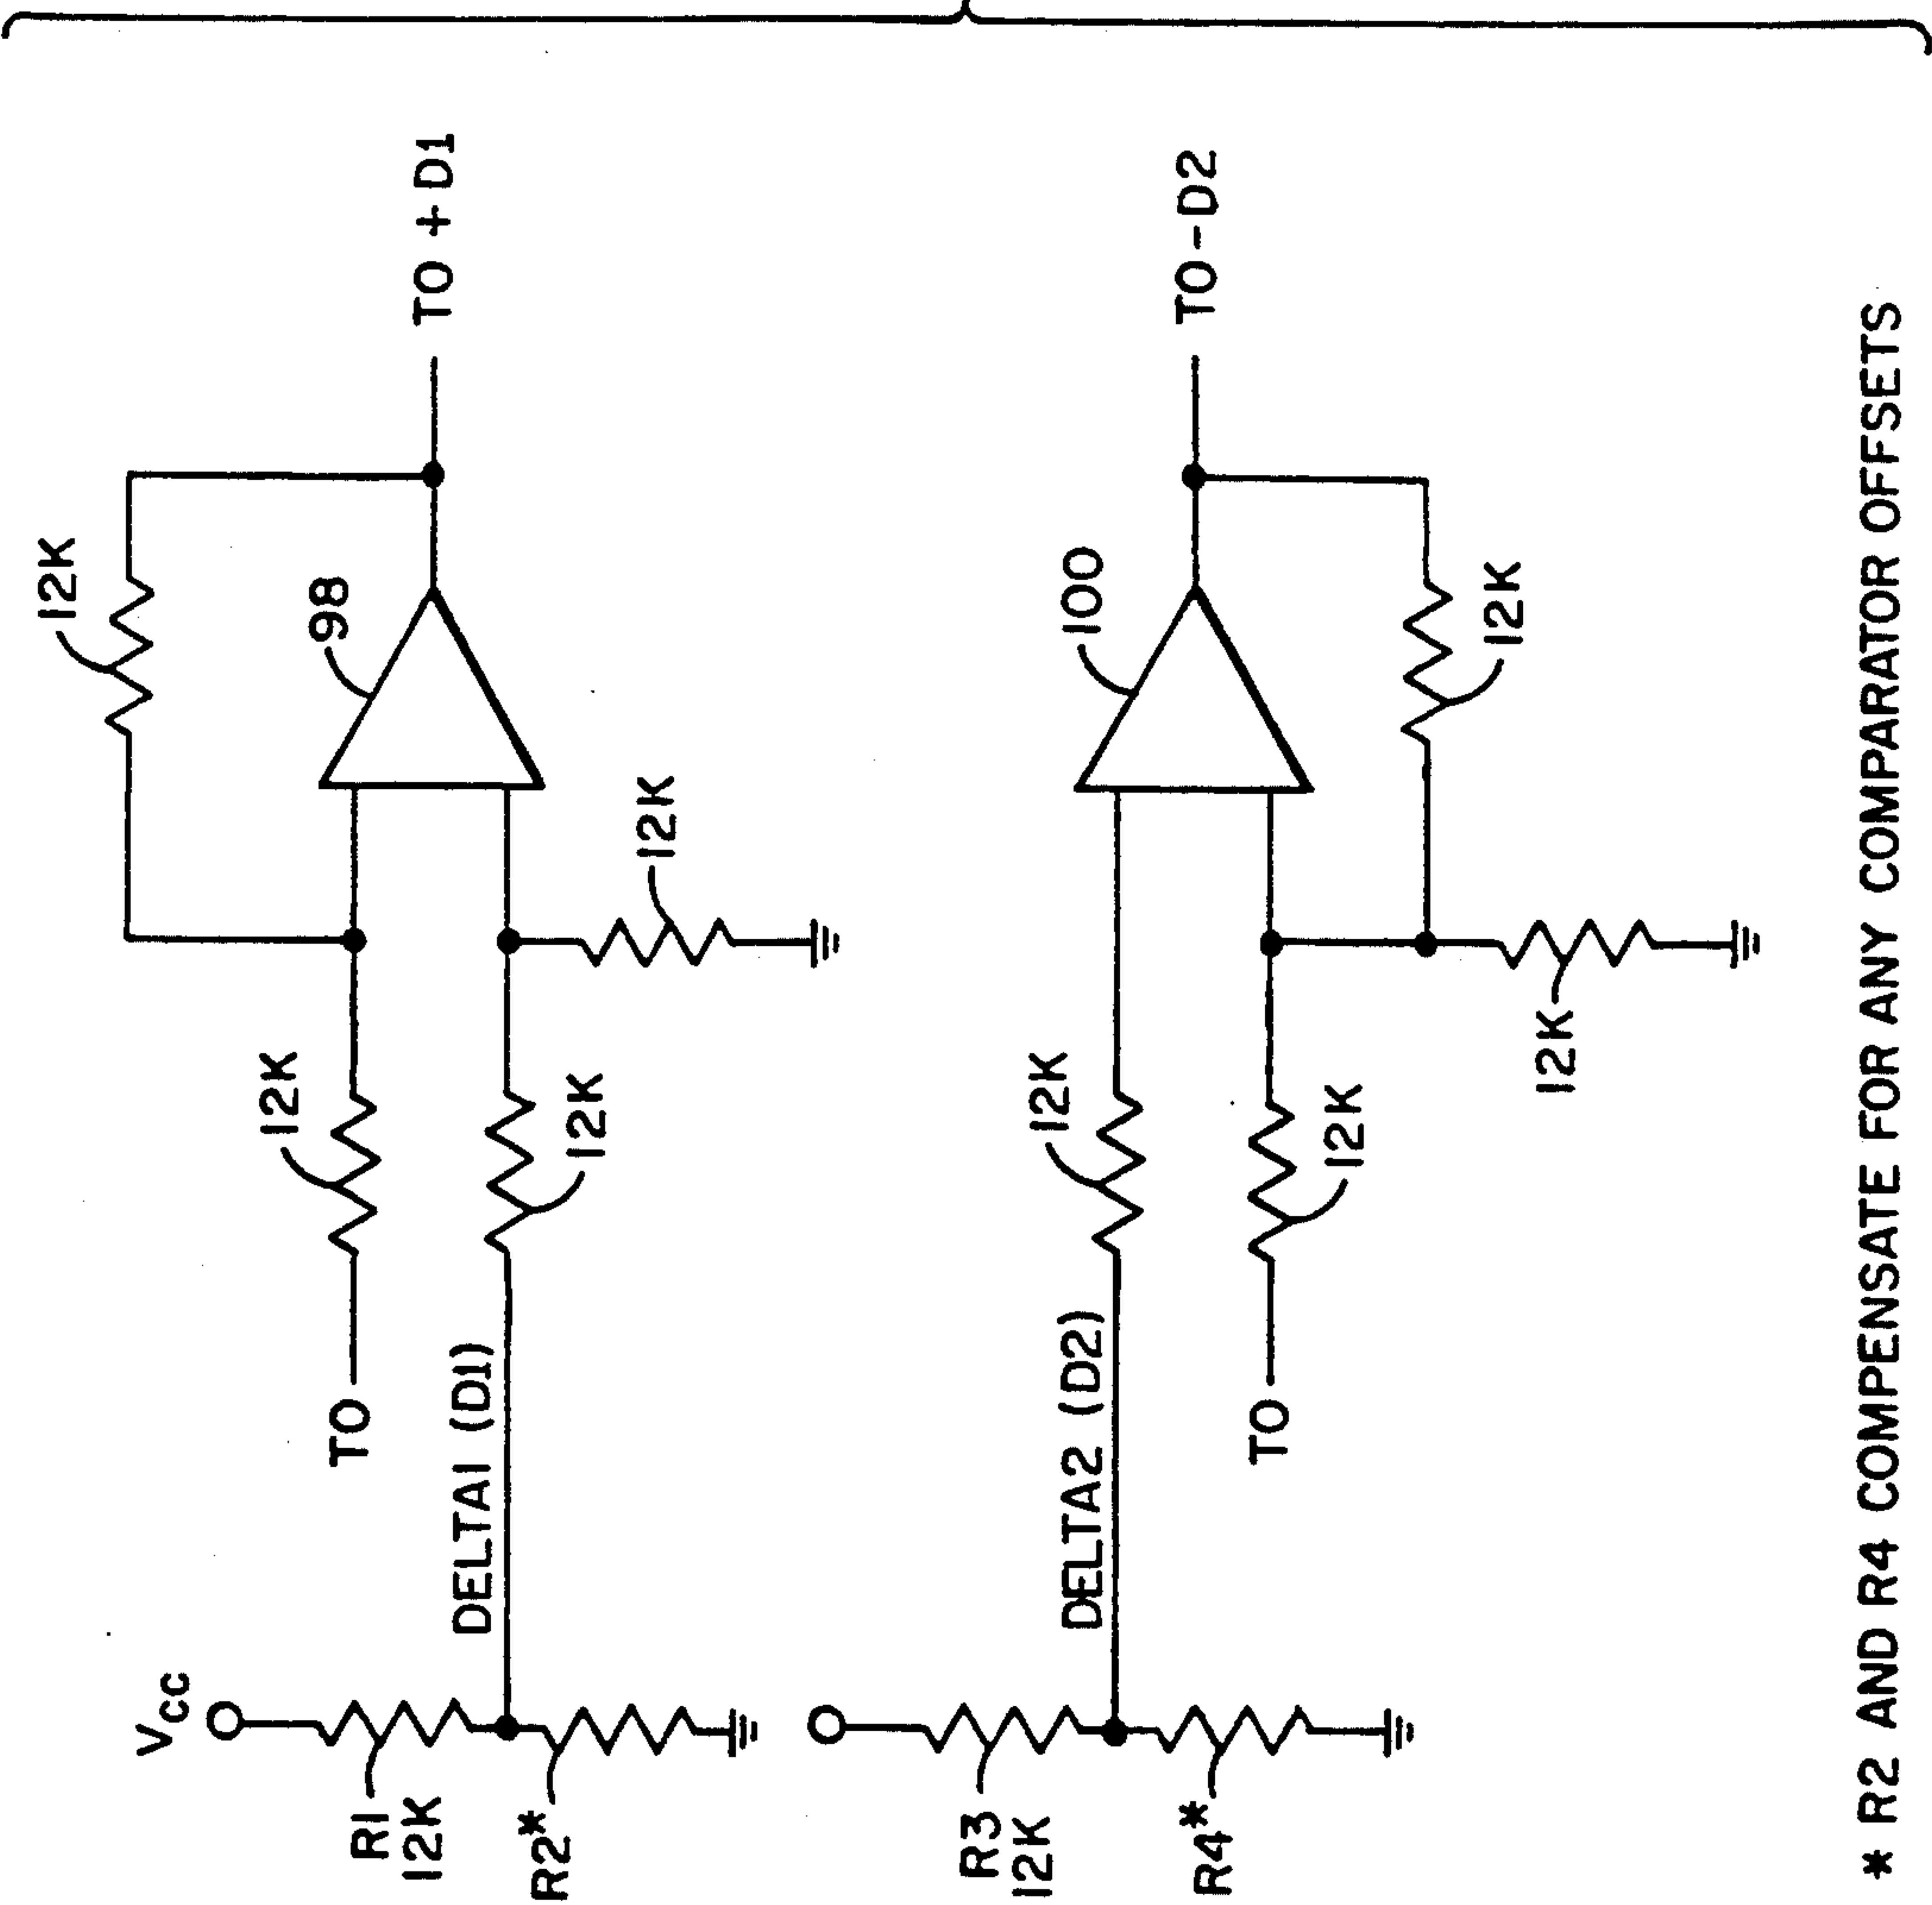 VCC
R1
12K
R2*
DELTA1 (D1)
TO
12K
12K
12K
12K
98
TO + D1
R3
12K
R4*
DELTA2 (D2)
TO
12K
12K
12K
12K
100
TO - D2
* R2 AND R4 COMPENSATE FOR ANY COMPARATOR OFFSETS